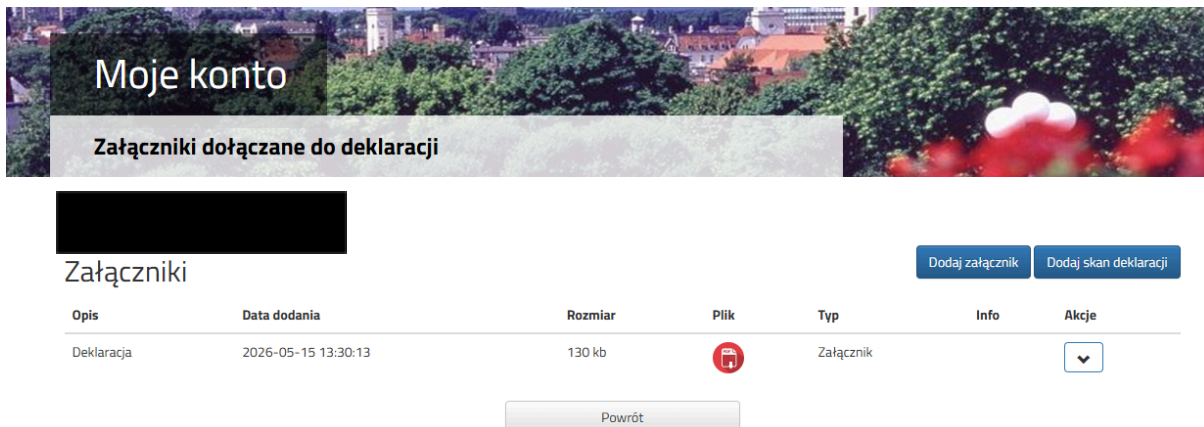 Moje konto
Załączniki dołączane do deklaracji
Załączniki
Dodaj załącznik Dodaj skan deklaracji
Opis Data dodania Rozmiar Plik Typ Info Akcje
Deklaracja 2026-05-15 13:30:13 130 kb Załącznik
Powrót